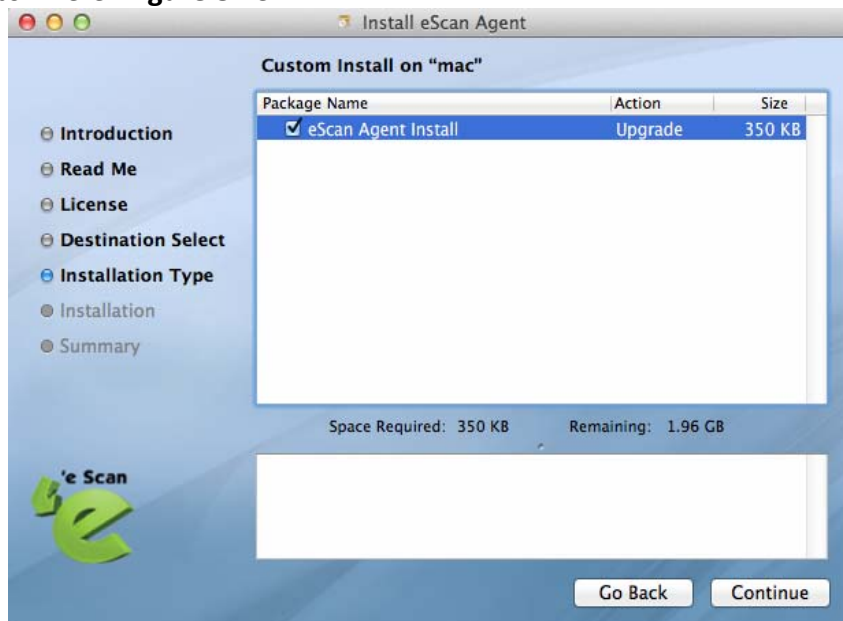 Install eScan Agent
Custom Install on “mac”
Package Name Action Size
eScan Agent Install Upgrade 350 KB
Introduction
Read Me
License
Destination Select
Installation Type
Installation
Summary
Space Required: 350 KB Remaining: 1.96 GB
'e Scan
Go Back Continue